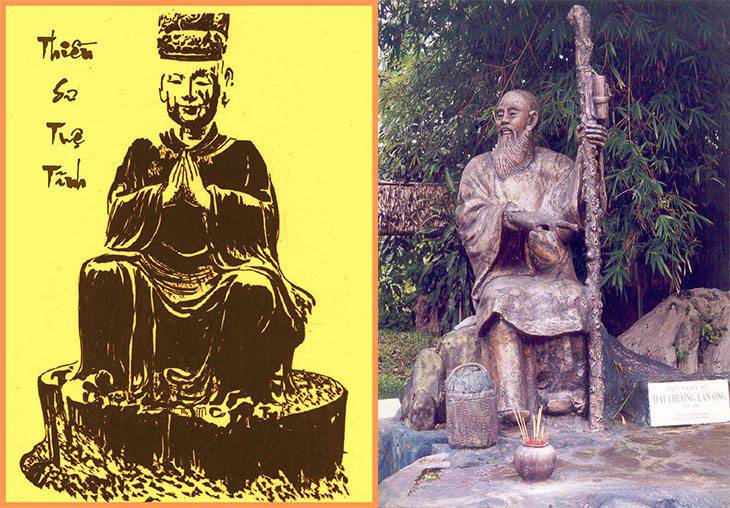 Thiền
Sư
Tuệ
Tĩnh
HẢI THƯỢNG LÃN ÔNG